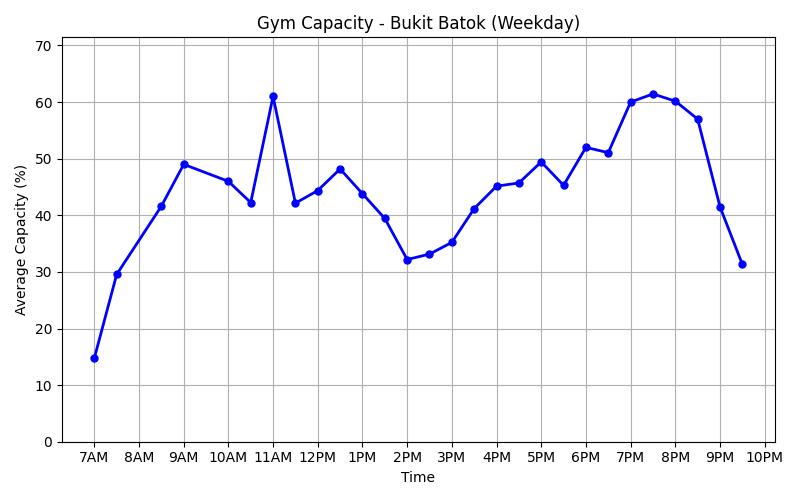 Gym Capacity - Bukit Batok (Weekday)
Average Capacity (%)
70
60
50
40
30
20
10
0
7AM 8AM 9AM 10AM 11AM 12PM 1PM 2PM 3PM 4PM 5PM 6PM 7PM 8PM 9PM 10PM
Time